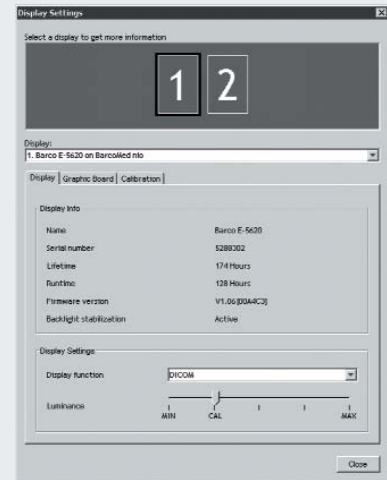 Display Settings
Select a display to get more information
1 2
Display:
1. Barco E-5620 on BarcoMed nio
Display Graphic Board Calibration
Display Info
Name Barco E-5620
Serial number 5280302
Lifetime 174 Hours
Runtime 128 Hours
Firmware version V1.06[00A4C3]
Backlight stabilization Active
Display Settings
Display function DICOM
Luminance
MIN CAL MAX
Close